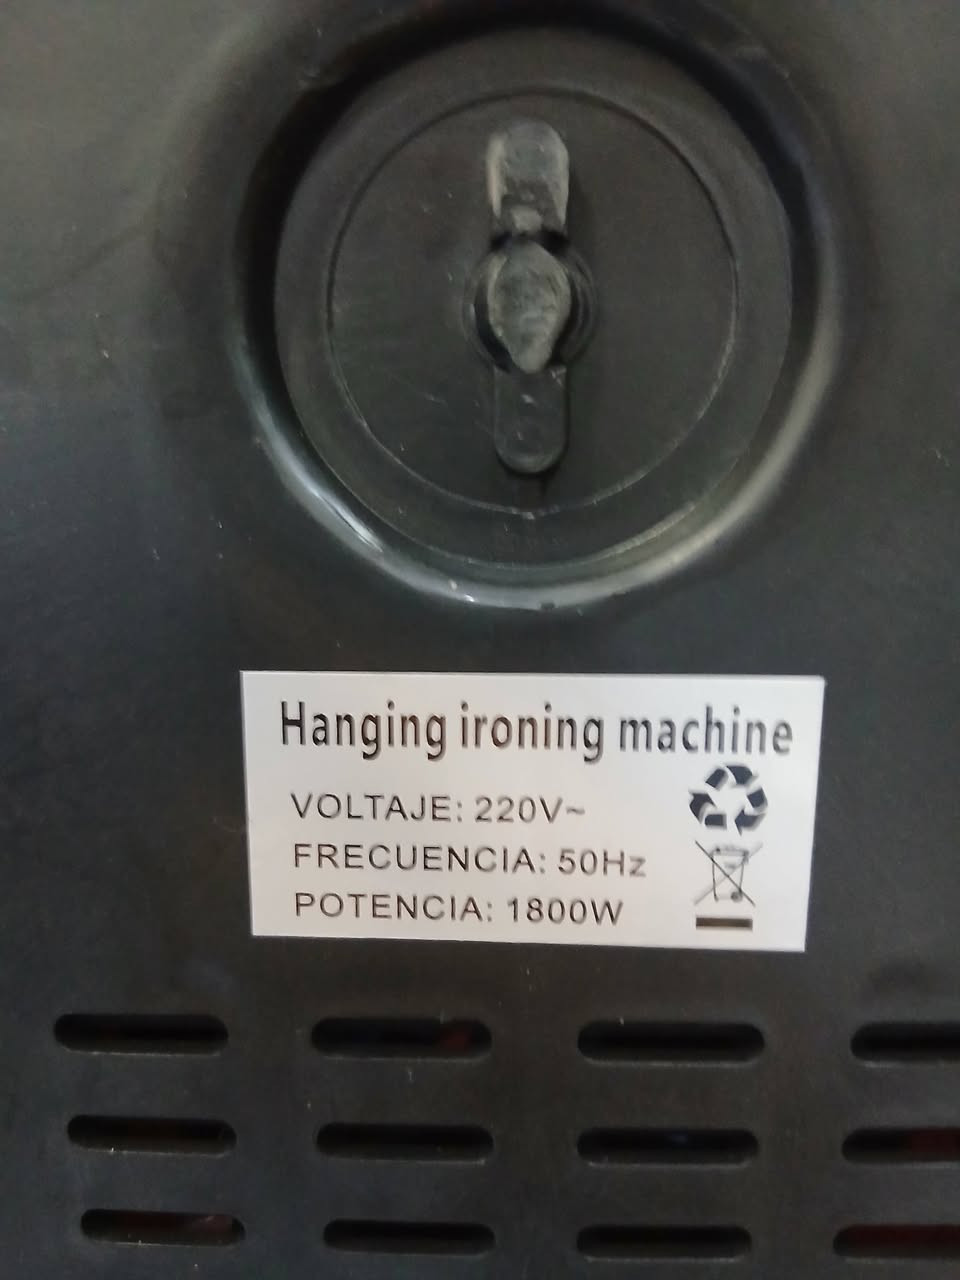 Hanging ironing machine
VOLTAJE: 220V~
FRECUENCIA: 50Hz
POTENCIA: 1800W